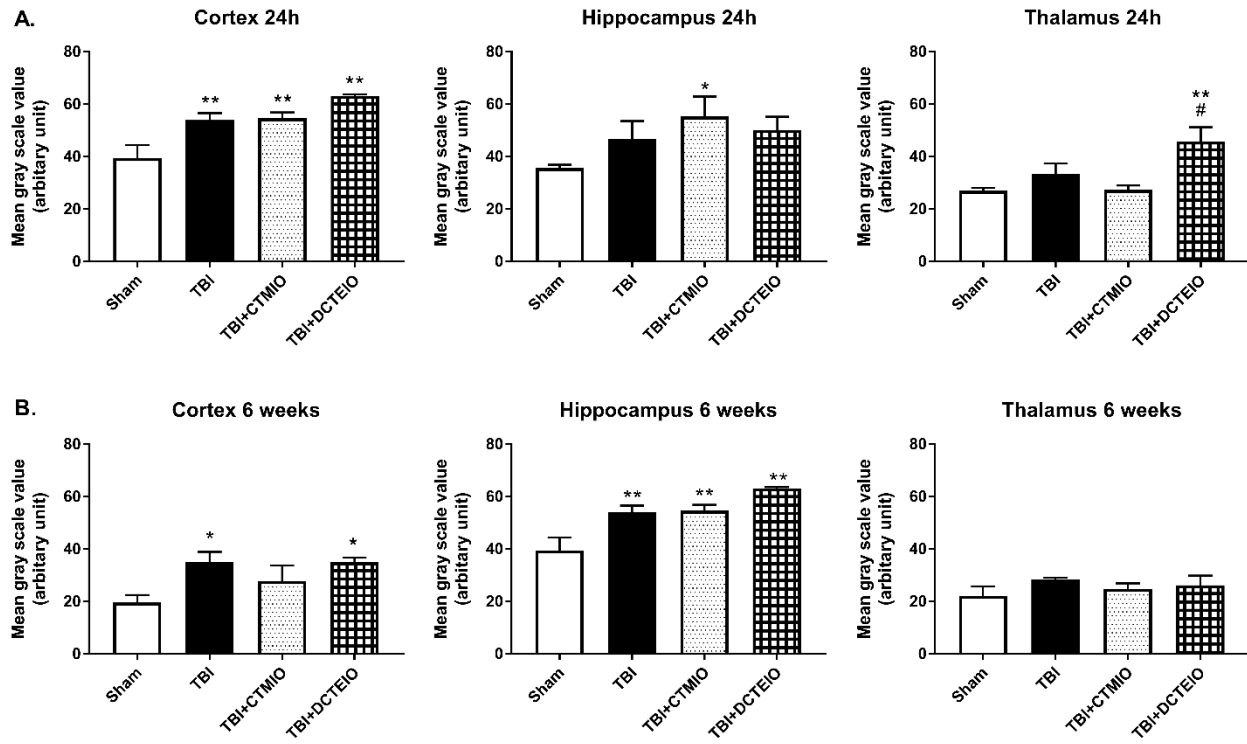 A.
Cortex 24h
Mean gray scale value
(arbitary unit)
80
60
40
20
0
**
**
**
Sham
TBI
TBI+CTMIO
TBI+DCTEIO
Hippocampus 24h
Mean gray scale value
(arbitary unit)
80
60
40
20
0
*
Sham
TBI
TBI+CTMIO
TBI+DCTEIO
Thalamus 24h
Mean gray scale value
(arbitary unit)
80
60
40
20
0
**
#
Sham
TBI
TBI+CTMIO
TBI+DCTEIO
B.
Cortex 6 weeks
Mean gray scale value
(arbitary unit)
80
60
40
20
0
*
*
Sham
TBI
TBI+CTMIO
TBI+DCTEIO
Hippocampus 6 weeks
Mean gray scale value
(arbitary unit)
80
60
40
20
0
**
**
**
Sham
TBI
TBI+CTMIO
TBI+DCTEIO
Thalamus 6 weeks
Mean gray scale value
(arbitary unit)
80
60
40
20
0
Sham
TBI
TBI+CTMIO
TBI+DCTEIO